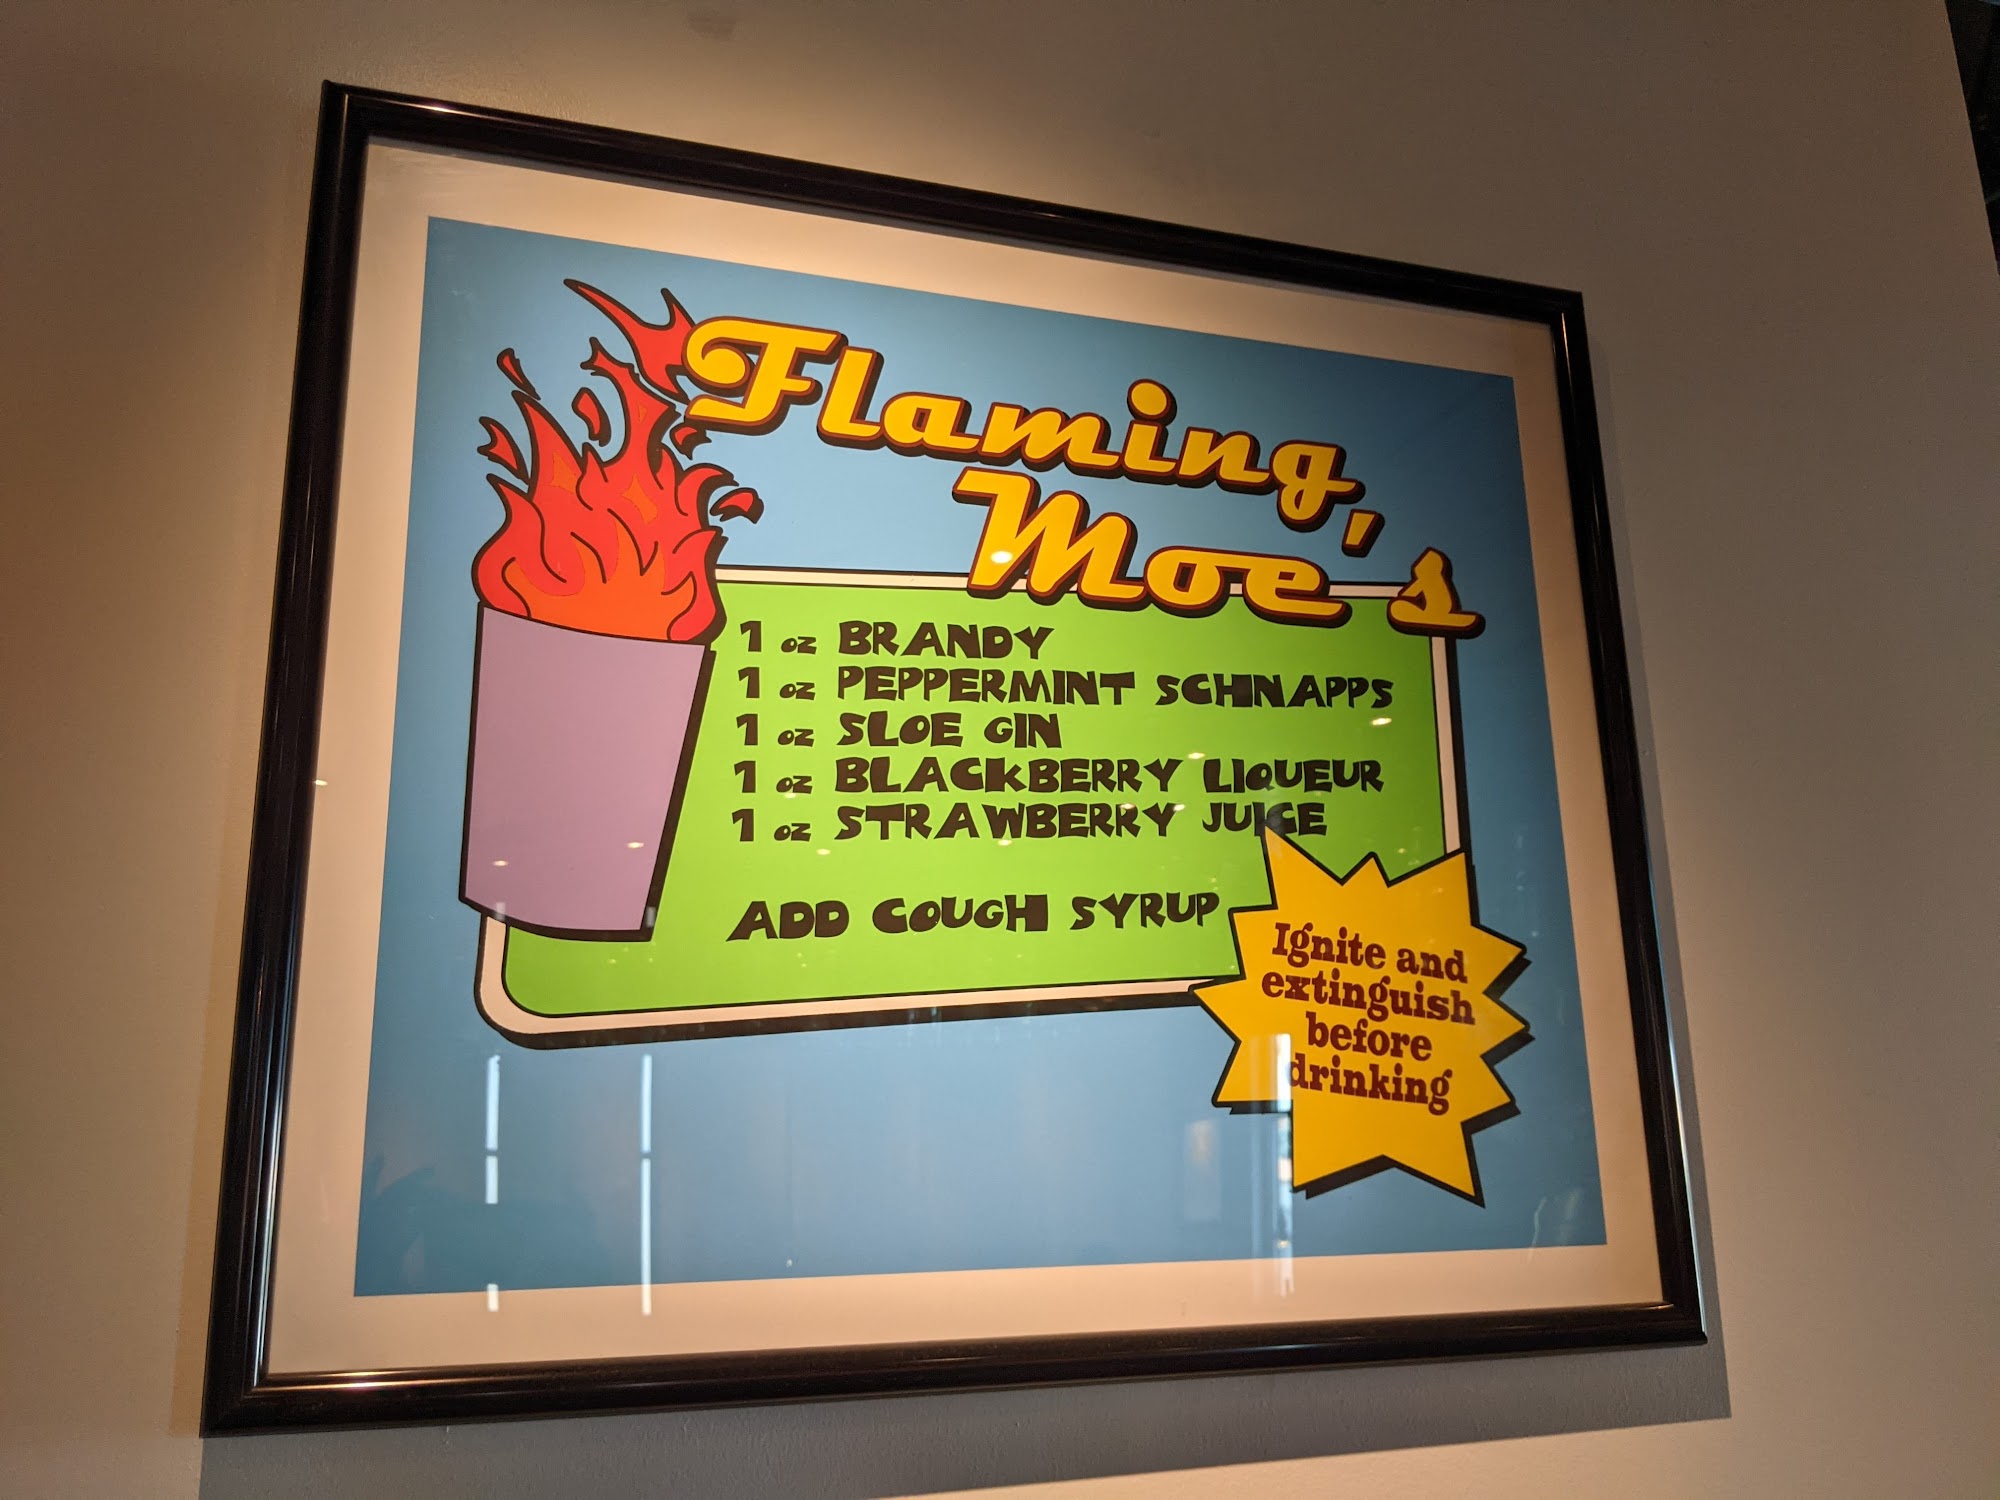 Flaming
Moe's
1 oz BRANDY
1 oz PEPPERMINT SCHNAPPS
1 oz SLOE GIN
1 oz BLACKBERRY LIQUEUR
1 oz STRAWBERRY JUICE
ADD COUGH SYRUP
Ignite and
extinguish
before
drinking